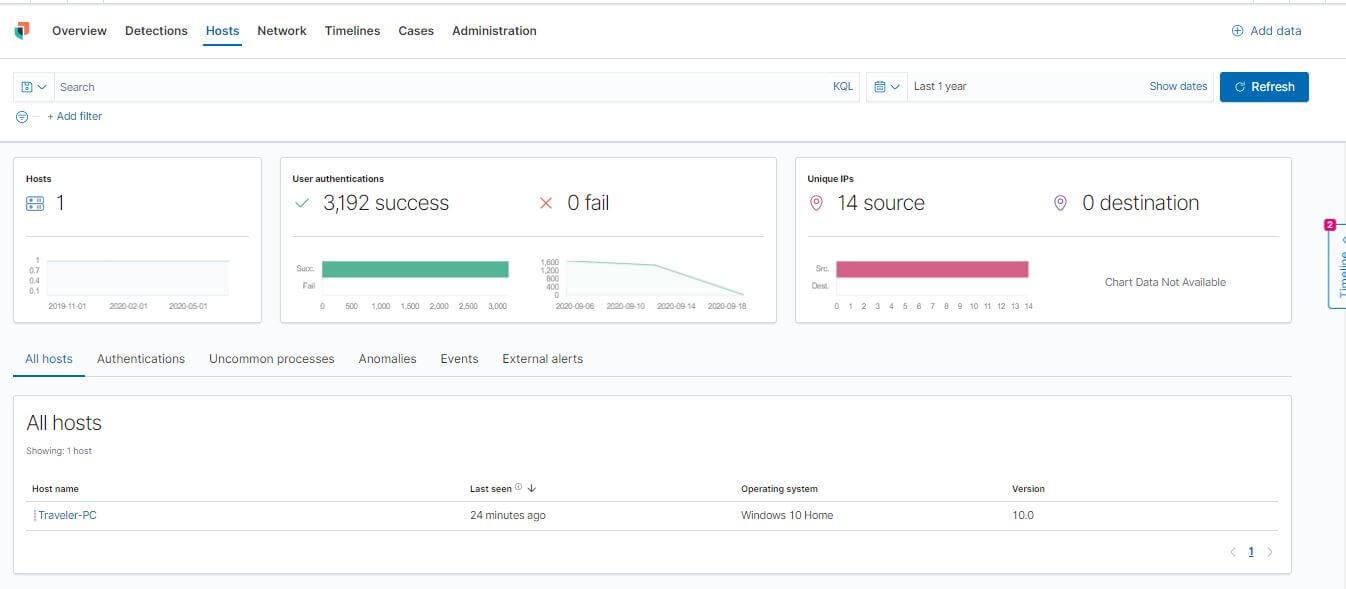 Overview Detections Hosts Network Timelines Cases Administration Add data
Search KQL Last 1 year Show dates Refresh
+ Add filter
Hosts
1
1
0.7
0.4
0.1
2019-11-01 2020-02-01 2020-05-01
User authentications
3,192 success 0 fail
Succ.
Fail
0 500 1,000 1,500 2,000 2,500 3,000
1,600
1,200
800
400
0
2020-09-06 2020-09-10 2020-09-14 2020-09-18
Unique IPs
14 source 0 destination
Src.
Dest.
0 1 2 3 4 5 6 7 8 9 10 11 12 13 14
Chart Data Not Available
2
Timeline
All hosts Authentications Uncommon processes Anomalies Events External alerts
All hosts
Showing: 1 host
Host name Last seen Operating system Version
Traveler-PC 24 minutes ago Windows 10 Home 10.0
1